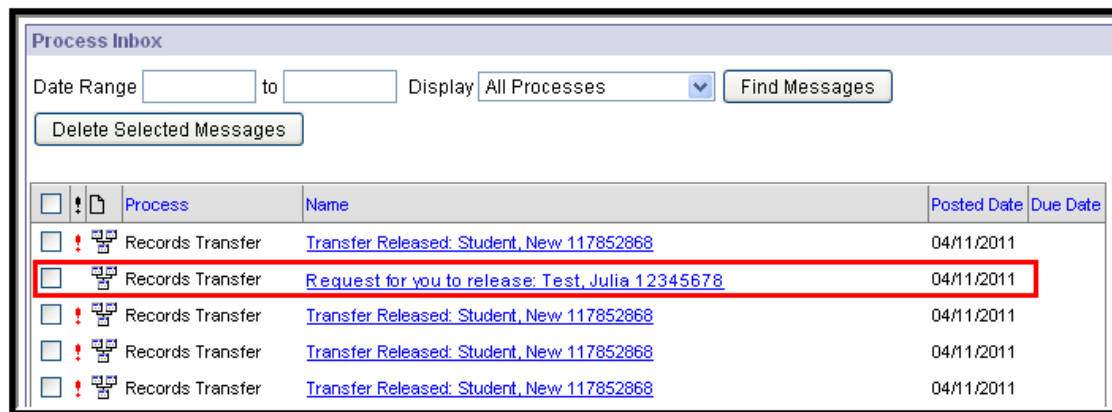 Process Inbox
Date Range to Display All Processes Find Messages
Delete Selected Messages
! Process Name Posted Date Due Date
! Records Transfer Transfer Released: Student, New 117852868 04/11/2011
Records Transfer Request for you to release: Test, Julia 12345678 04/11/2011
! Records Transfer Transfer Released: Student, New 117852868 04/11/2011
! Records Transfer Transfer Released: Student, New 117852868 04/11/2011
! Records Transfer Transfer Released: Student, New 117852868 04/11/2011